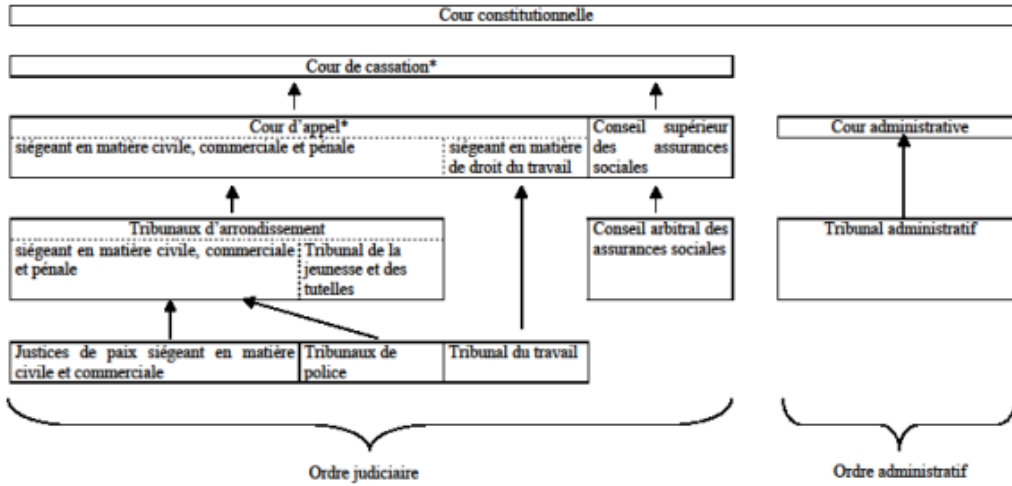 Cour constitutionnelle
Cour de cassation*
Cour d'appel*
siégeant en matière civile, commerciale et pénale
siégeant en matière
de droit du travail
Conseil supérieur
des assurances
sociales
Cour administrative
Tribunaux d'arrondissement
siégeant en matière civile, commerciale
et pénale
Tribunal de la
jeunesse et des
tutelles
Conseil arbitral des
assurances sociales
Tribunal administratif
Justices de paix siégeant en matière
civile et commerciale
Tribunaux de
police
Tribunal du travail
Ordre judiciaire
Ordre administratif